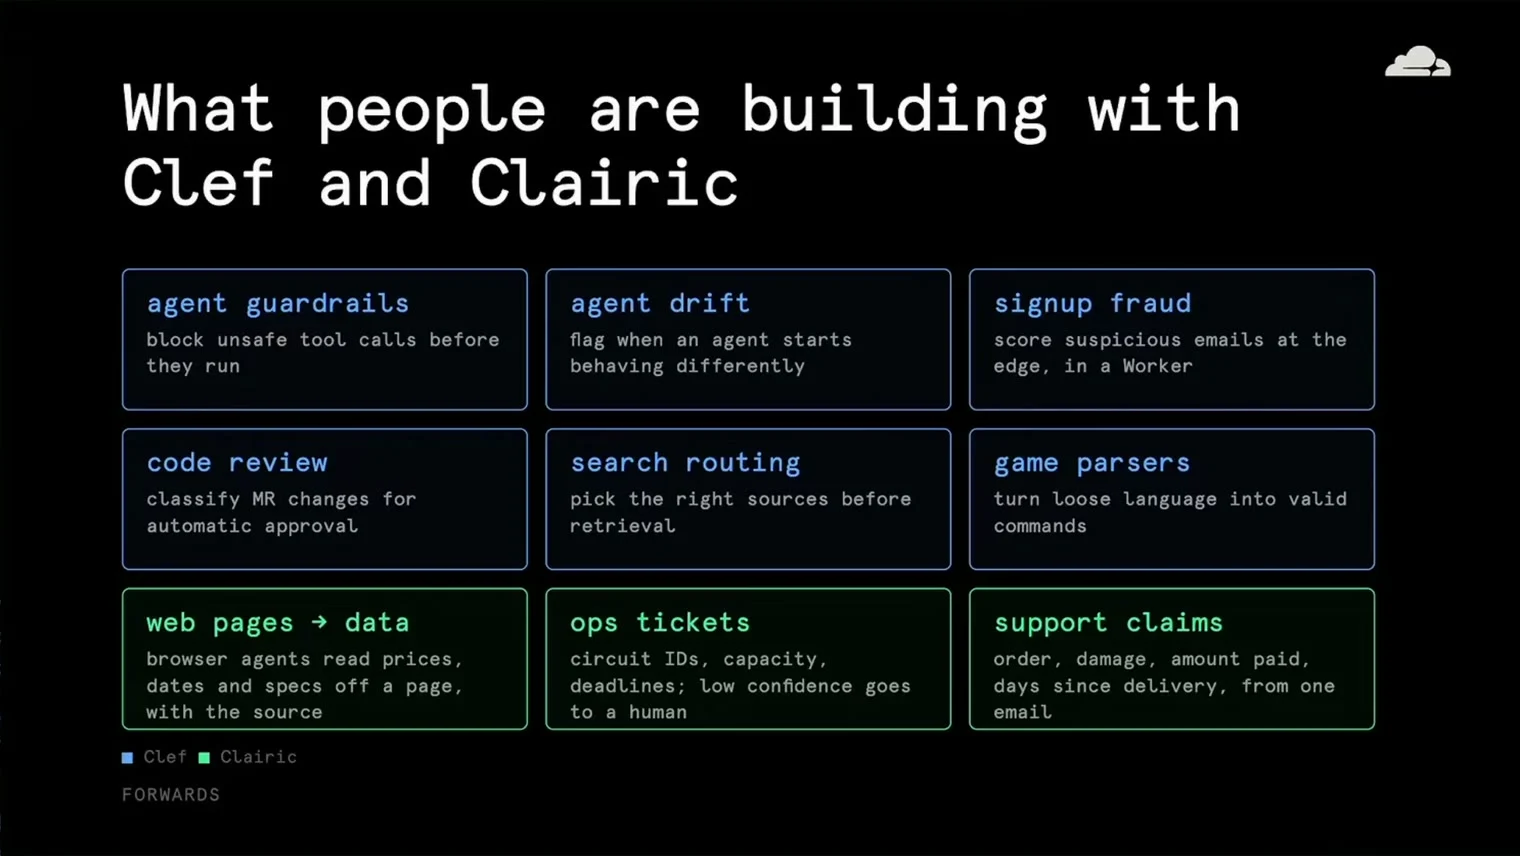 What people are building with
Clef and Clairic
agent guardrails
block unsafe tool calls before
they run
agent drift
flag when an agent starts
behaving differently
signup fraud
score suspicious emails at the
edge, in a Worker
code review
classify MR changes for
automatic approval
search routing
pick the right sources before
retrieval
game parsers
turn loose language into valid
commands
web pages → data
browser agents read prices,
dates and specs off a page,
with the source
ops tickets
circuit IDs, capacity,
deadlines; low confidence goes
to a human
support claims
order, damage, amount paid,
days since delivery, from one
email
Clef Clairic
FORWARDS